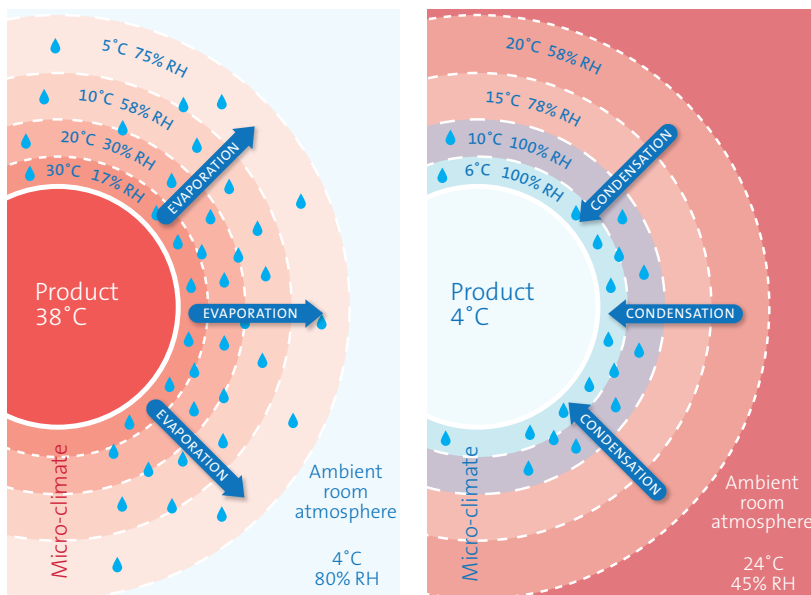 5˚C 75% RH
10˚C 58% RH
20˚C 30% RH
30˚C 17% RH
EVAPORATION
Product
38˚C
EVAPORATION
EVAPORATION
Micro-climate
Ambient
room
atmosphere
4˚C
80% RH
20˚C 58% RH
15˚C 78% RH
10˚C 100% RH
6˚C 100% RH
CONDENSATION
Product
4˚C
CONDENSATION
CONDENSATION
Micro-climate
Ambient
room
atmosphere
24˚C
45% RH